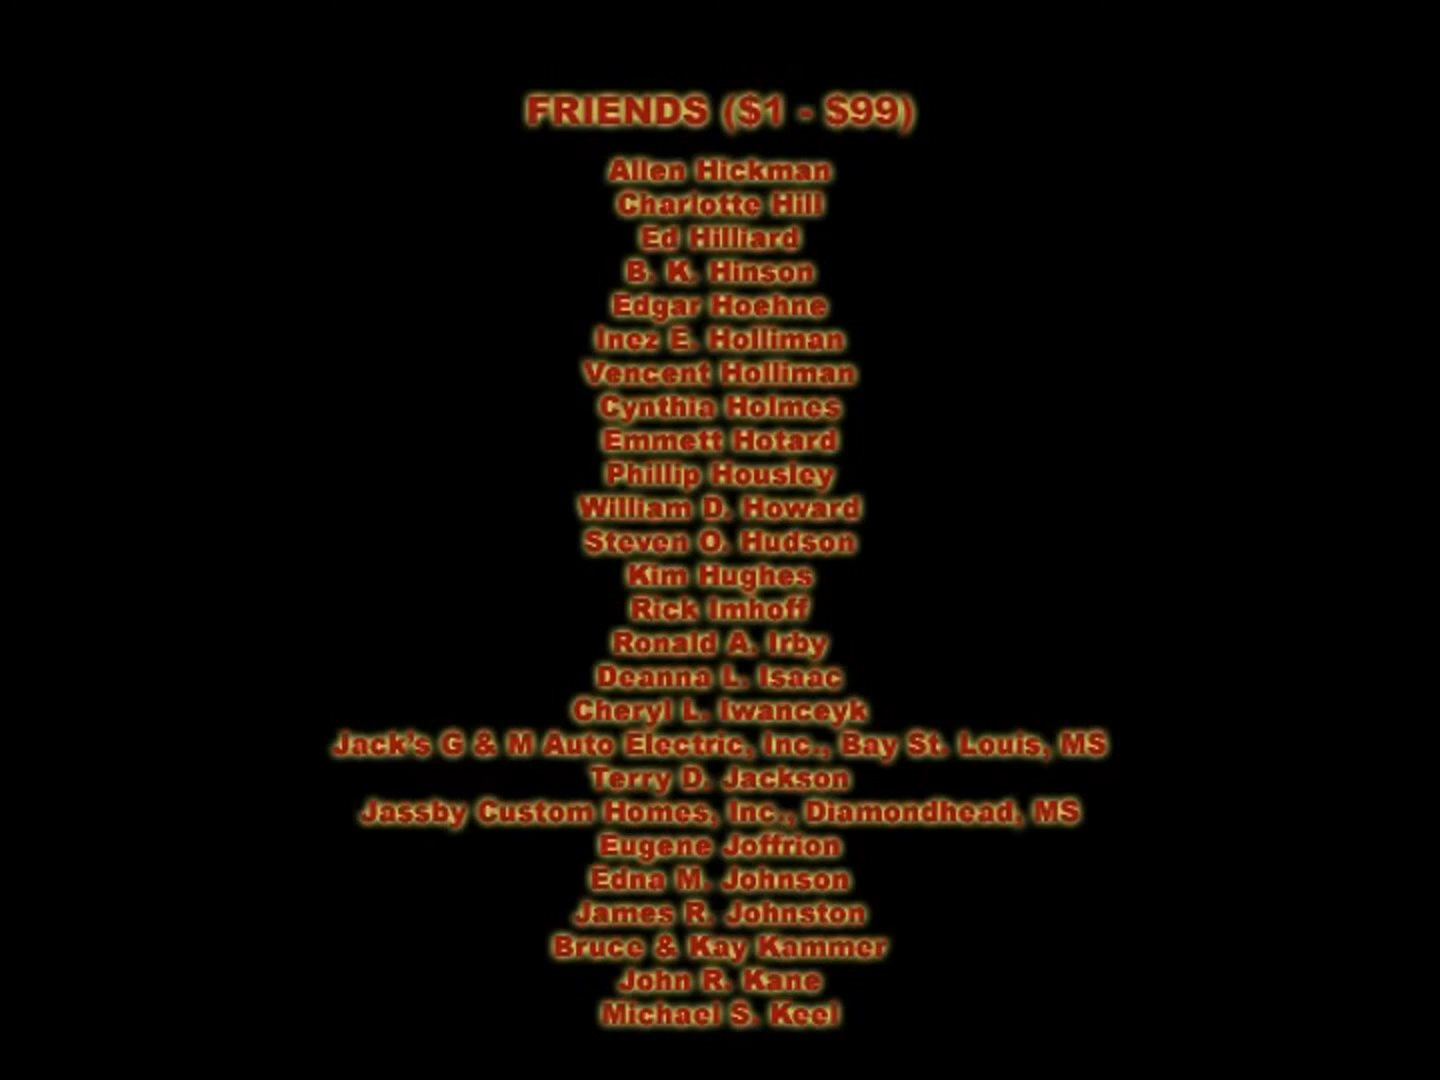 FRIENDS ($1 - $99)
Allen Hickman
Charlotte Hill
Ed Hilliard
B. K. Hinson
Edgar Hoehne
Inez E. Holliman
Vencent Holliman
Cynthia Holmes
Emmett Hotard
Phillip Housley
William D. Howard
Steven O. Hudson
Kim Hughes
Rick Imhoff
Ronald A. Irby
Deanna L. Isaac
Cheryl L. Iwanceyk
Jack's G & M Auto Electric, Inc., Bay St. Louis, MS
Terry D. Jackson
Jassby Custom Homes, Inc., Diamondhead, MS
Eugene Joffrion
Edna M. Johnson
James R. Johnston
Bruce & Kay Kammer
John R. Kane
Michael S. Keel